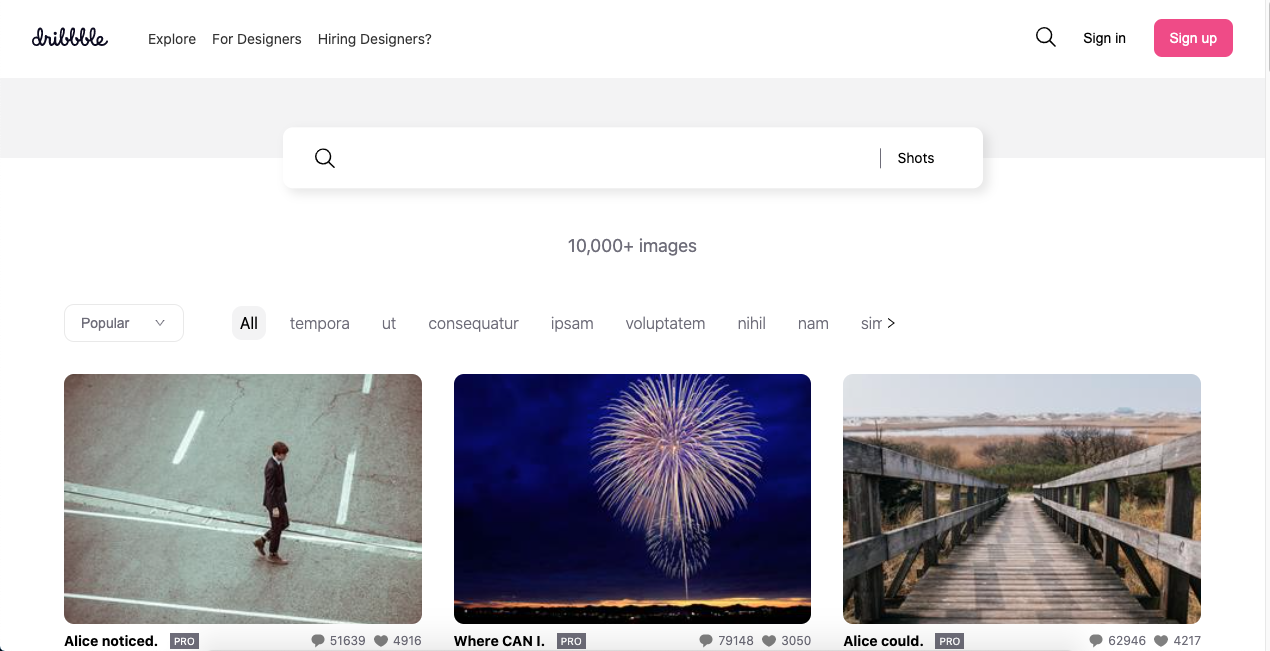 dribbble Explore For Designers Hiring Designers? Sign in Sign up
Shots
10,000+ images
Popular All tempora ut consequatur ipsam voluptatem nihil nam
Alice noticed. PRO 51639 4916 Where CAN I. PRO 79148 3050 Alice could. PRO 62946 4217